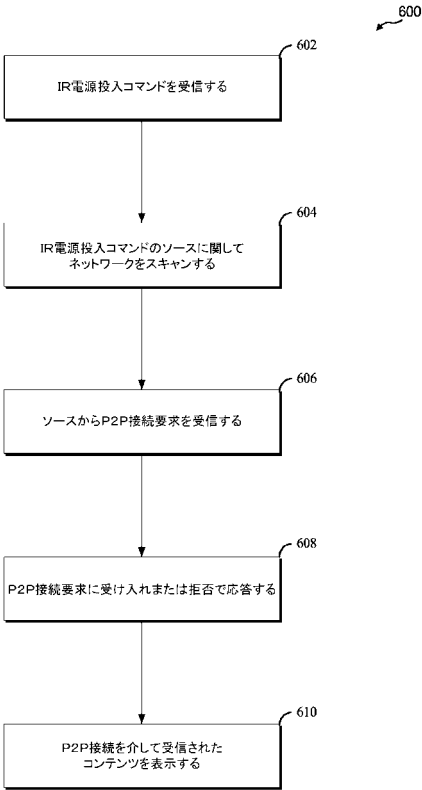 600
602
IR電源投入コマンドを受信する
604
IR電源投入コマンドのソースに関して
ネットワークをスキャンする
606
ソースからP2P接続要求を受信する
608
P2P接続要求に受け入れまたは拒否で応答する
610
P2P接続を介して受信された
コンテンツを表示する